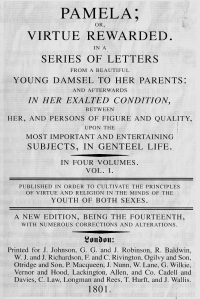 PAMELA;
OR,
VIRTUE REWARDED.
IN A
SERIES OF LETTERS
FROM A BEAUTIFUL
YOUNG DAMSEL TO HER PARENTS:
AND AFTERWARDS
IN HER EXALTED CONDITION,
BETWEEN
HER, AND PERSONS OF FIGURE AND QUALITY,
UPON THE
MOST IMPORTANT AND ENTERTAINING
SUBJECTS, IN GENTEEL LIFE.
IN FOUR VOLUMES.
VOL. I.
PUBLISHED IN ORDER TO CULTIVATE THE PRINCIPLES
OF VIRTUE AND RELIGION IN THE MINDS OF THE
YOUTH OF BOTH SEXES.
A NEW EDITION, BEING THE FOURTEENTH,
WITH NUMEROUS CORRECTIONS AND ALTERATIONS.
London:
Printed for J. Johnson, G. G. and J. Robinson, R. Baldwin,
W. J. and J. Richardson, F. and C. Rivington, Ogilvy and Son,
Otridge and Son, P. Macqueen, J. Nunn, W. Lane, G. Wilkie,
Vernor and Hood, Lackington, Allen, and Co. Cadell and
Davies, C. Law, Longman and Rees, T. Hurst, and J. Wallis.
1801.